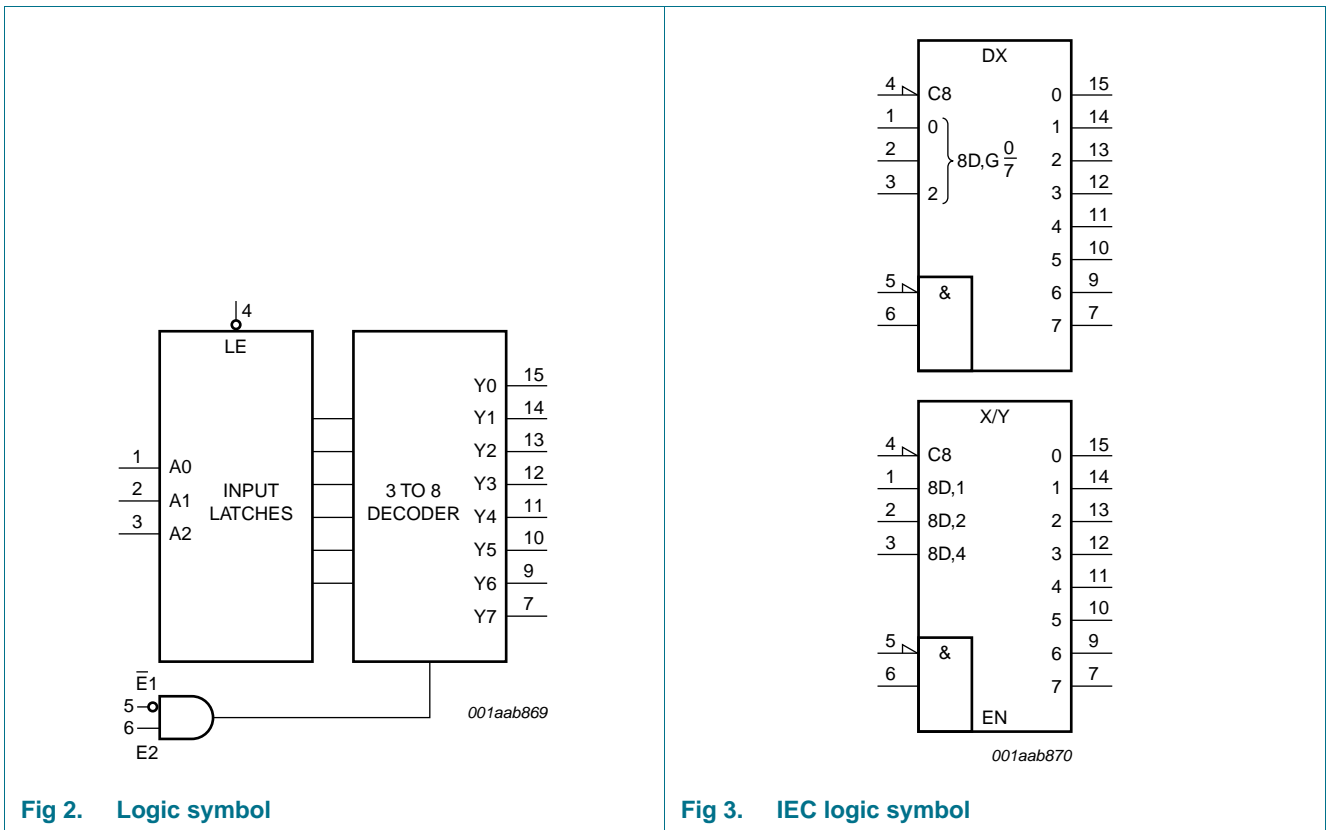 4
LE
1 A0
2 A1
3 A2
INPUT
LATCHES
3 TO 8
DECODER
Y0 15
Y1 14
Y2 13
Y3 12
Y4 11
Y5 10
Y6 9
Y7 7
E̅1
5
6
E2
001aab869
Fig 2. Logic symbol
DX
4 C8 0 15
1 0 1 14
2 8D,G 0/7 2 13
3 2 3 12
4 11
5 10
5 & 6 9
6 7 7
X/Y
4 C8 0 15
1 8D,1 1 14
2 8D,2 2 13
3 8D,4 3 12
4 11
5 10
5 & 6 9
6 7 7
EN
001aab870
Fig 3. IEC logic symbol